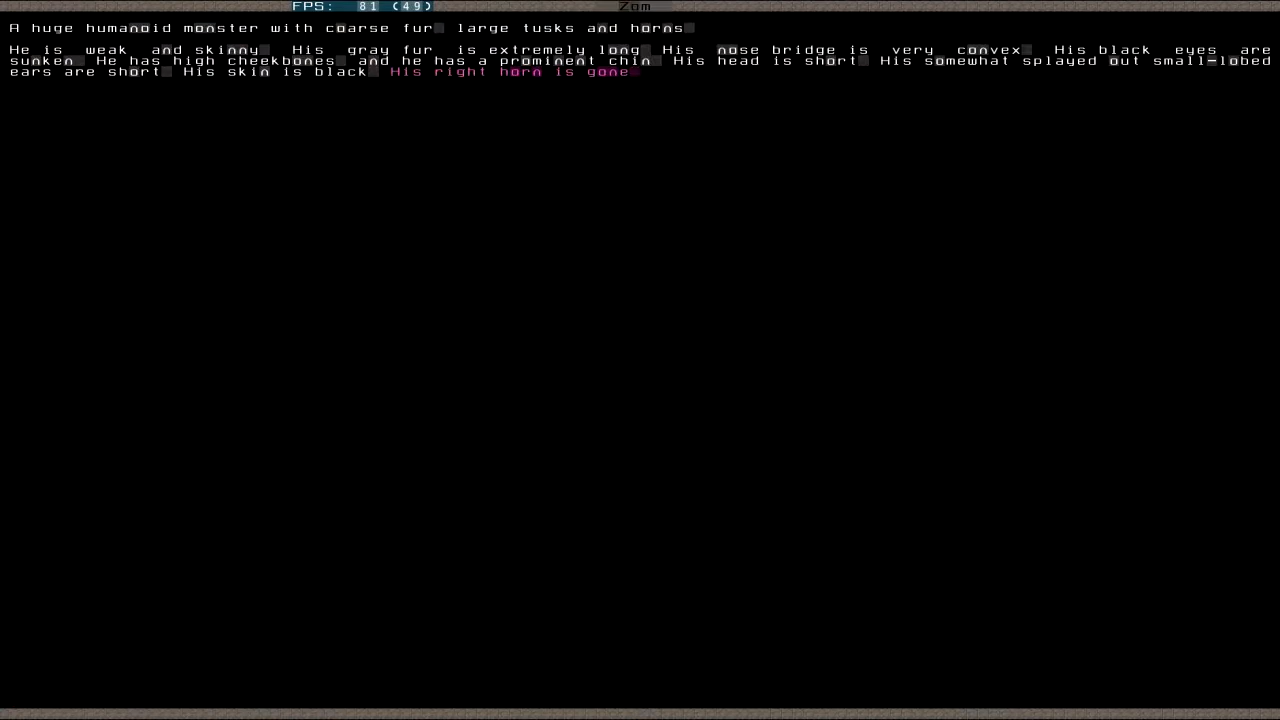 FPS: 81 (49)
Zom
A huge humanoid monster with coarse fur, large tusks and horns.
He is weak and skinny. His gray fur is extremely long. His nose bridge is very convex. His black eyes are
sunken. He has high cheekbones, and he has a prominent chin. His head is short. His somewhat splayed out small-lobed
ears are short. His skin is black. His right horn is gone.